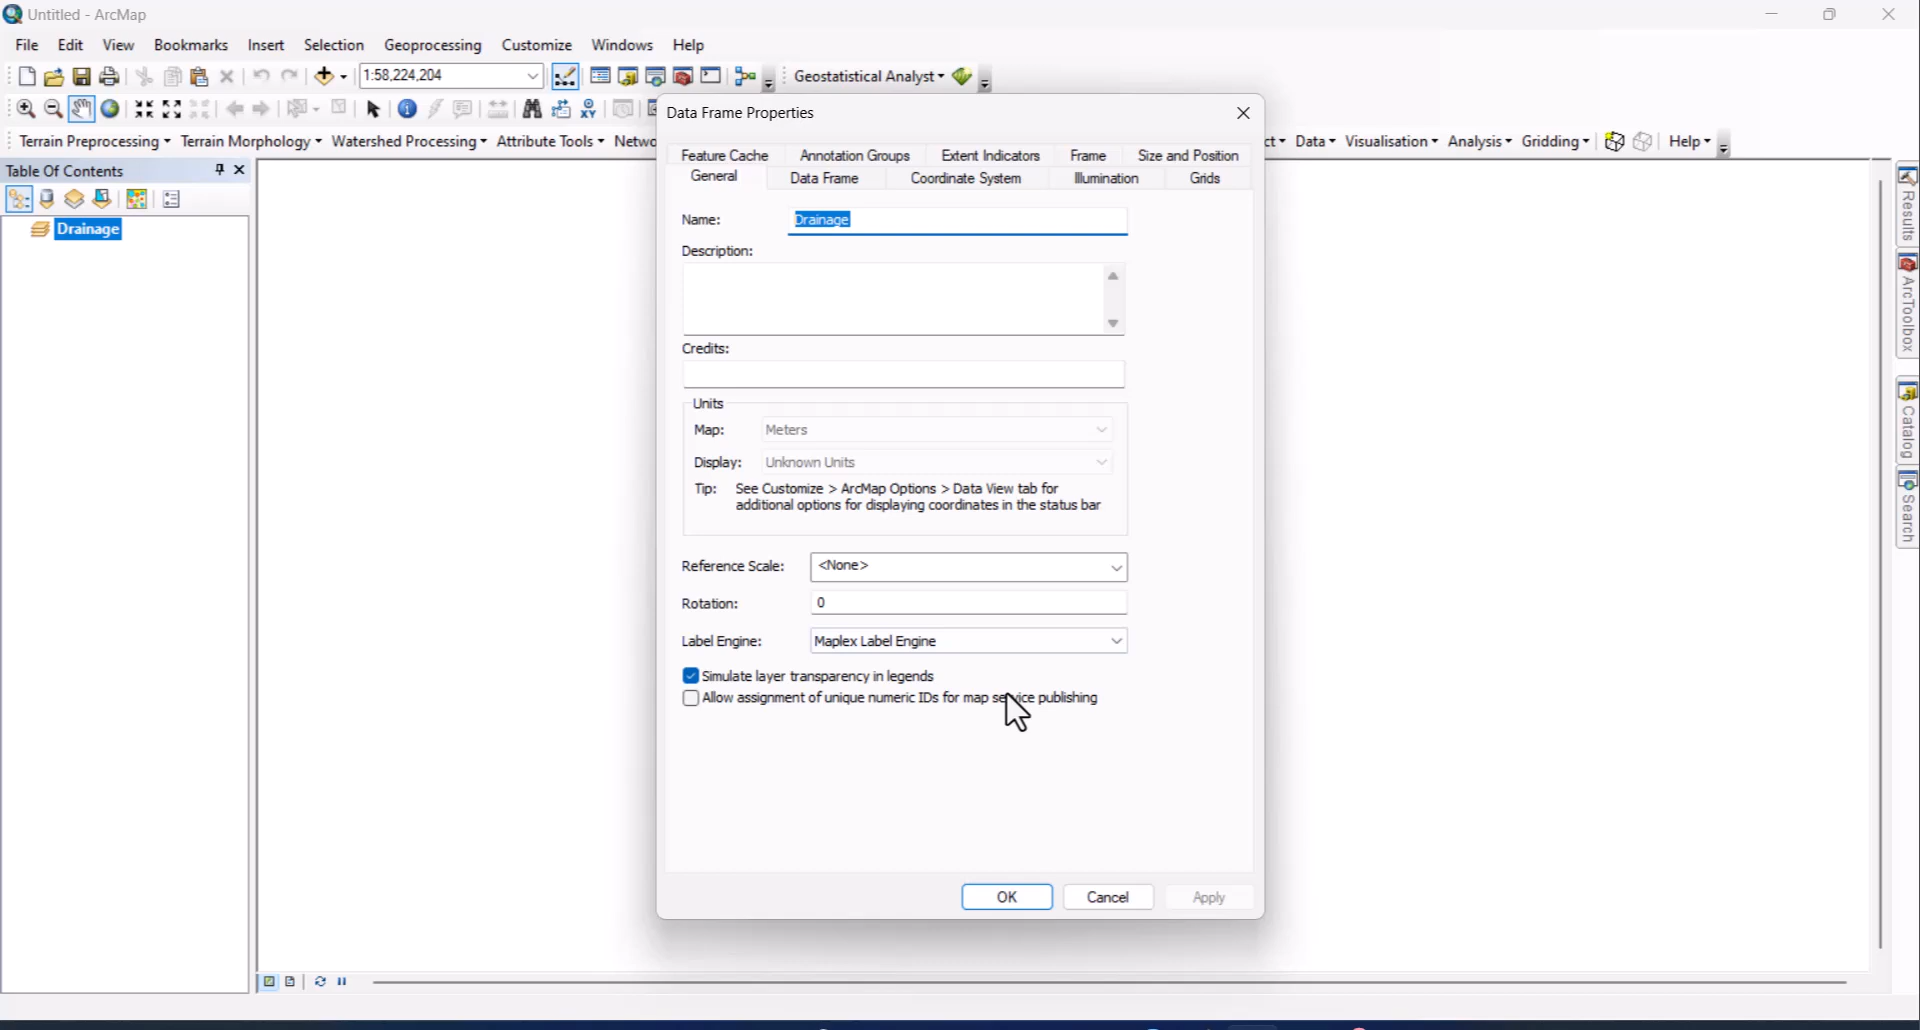 Untitled - ArcMap
File Edit View Bookmarks Insert Selection Geoprocessing Customize Windows Help
1:58,224,204 Geostatistical Analyst
Data Frame Properties
Terrain Preprocessing Terrain Morphology Watershed Processing Attribute Tools Netwo ct Data Visualisation Analysis Gridding Help
Table Of Contents
Drainage
Feature Cache Annotation Groups Extent Indicators Frame Size and Position
General Data Frame Coordinate System Illumination Grids
Name: Drainage
Description:
Credits:
Units
Map: Meters
Display: Unknown Units
Tip: See Customize > ArcMap Options > Data View tab for
additional options for displaying coordinates in the status bar
Reference Scale: <None>
Rotation: 0
Label Engine: Maplex Label Engine
Simulate layer transparency in legends
Allow assignment of unique numeric IDs for map service publishing
OK Cancel Apply
Results
ArcToolbox
Catalog
Search